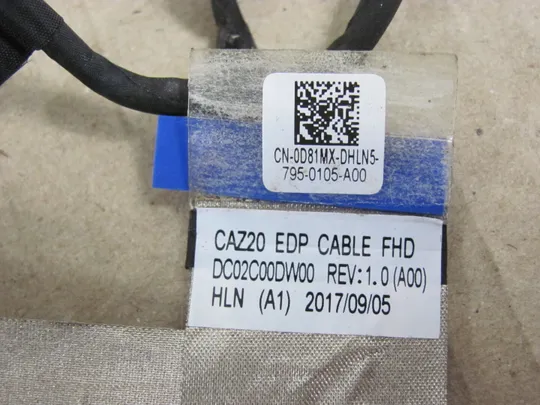 CN-0D81MX-DHLN5-
795-0105-A00
CAZ20 EDP CABLE FHD
DC02C00DW00 REV:1.0 (A00)
HLN (A1) 2017/09/05